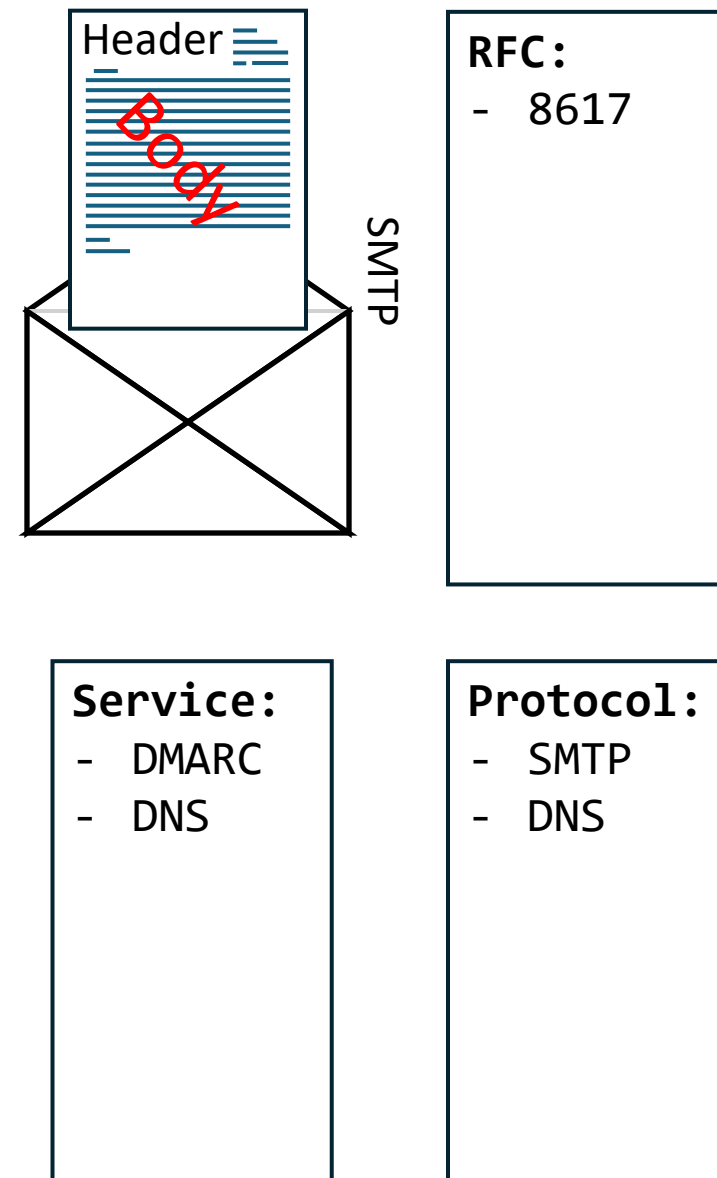 Header
Body
SMTP
RFC:
- 8617
Service:
- DMARC
- DNS
Protocol:
- SMTP
- DNS